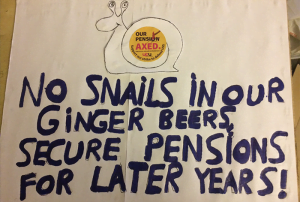 OUR
PENSION
AXED.
NO SNAILS IN OUR
GINGER BEERS,
SECURE PENSIONS
FOR LATER YEARS!